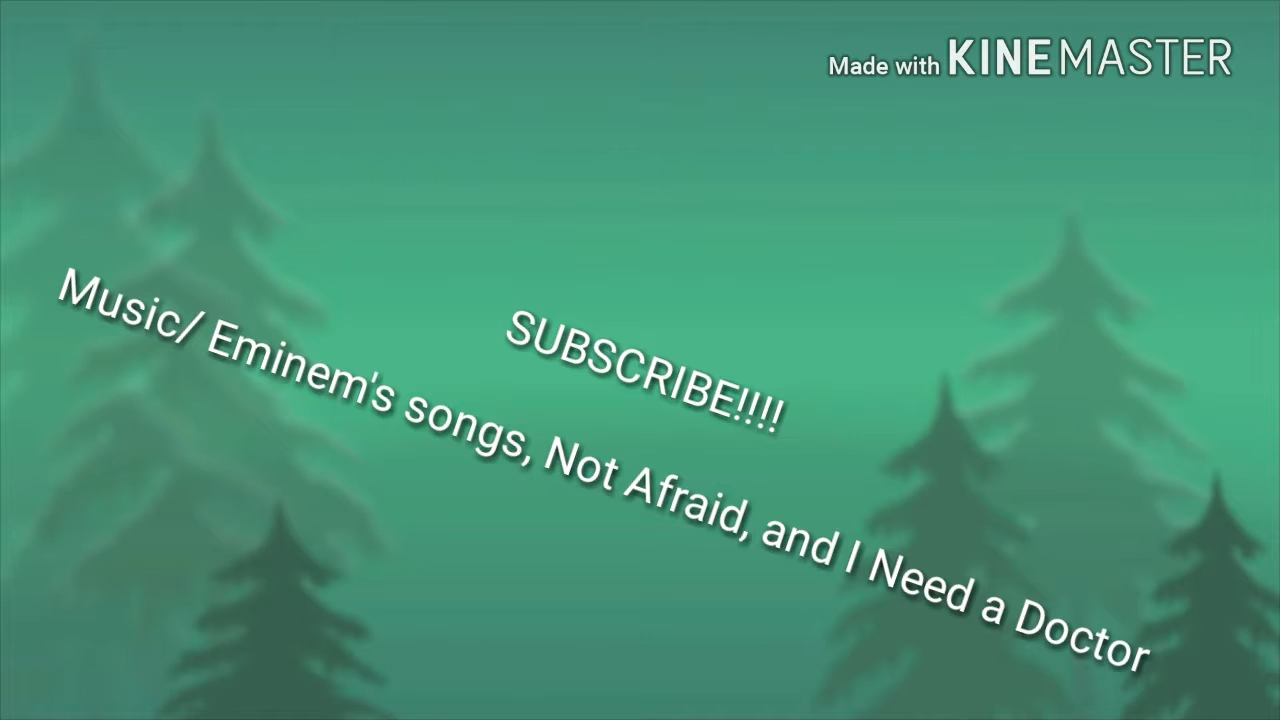 Made with KINEMASTER
SUBSCRIBE!!!!
Music/ Eminem's songs, Not Afraid, and I Need a Doctor